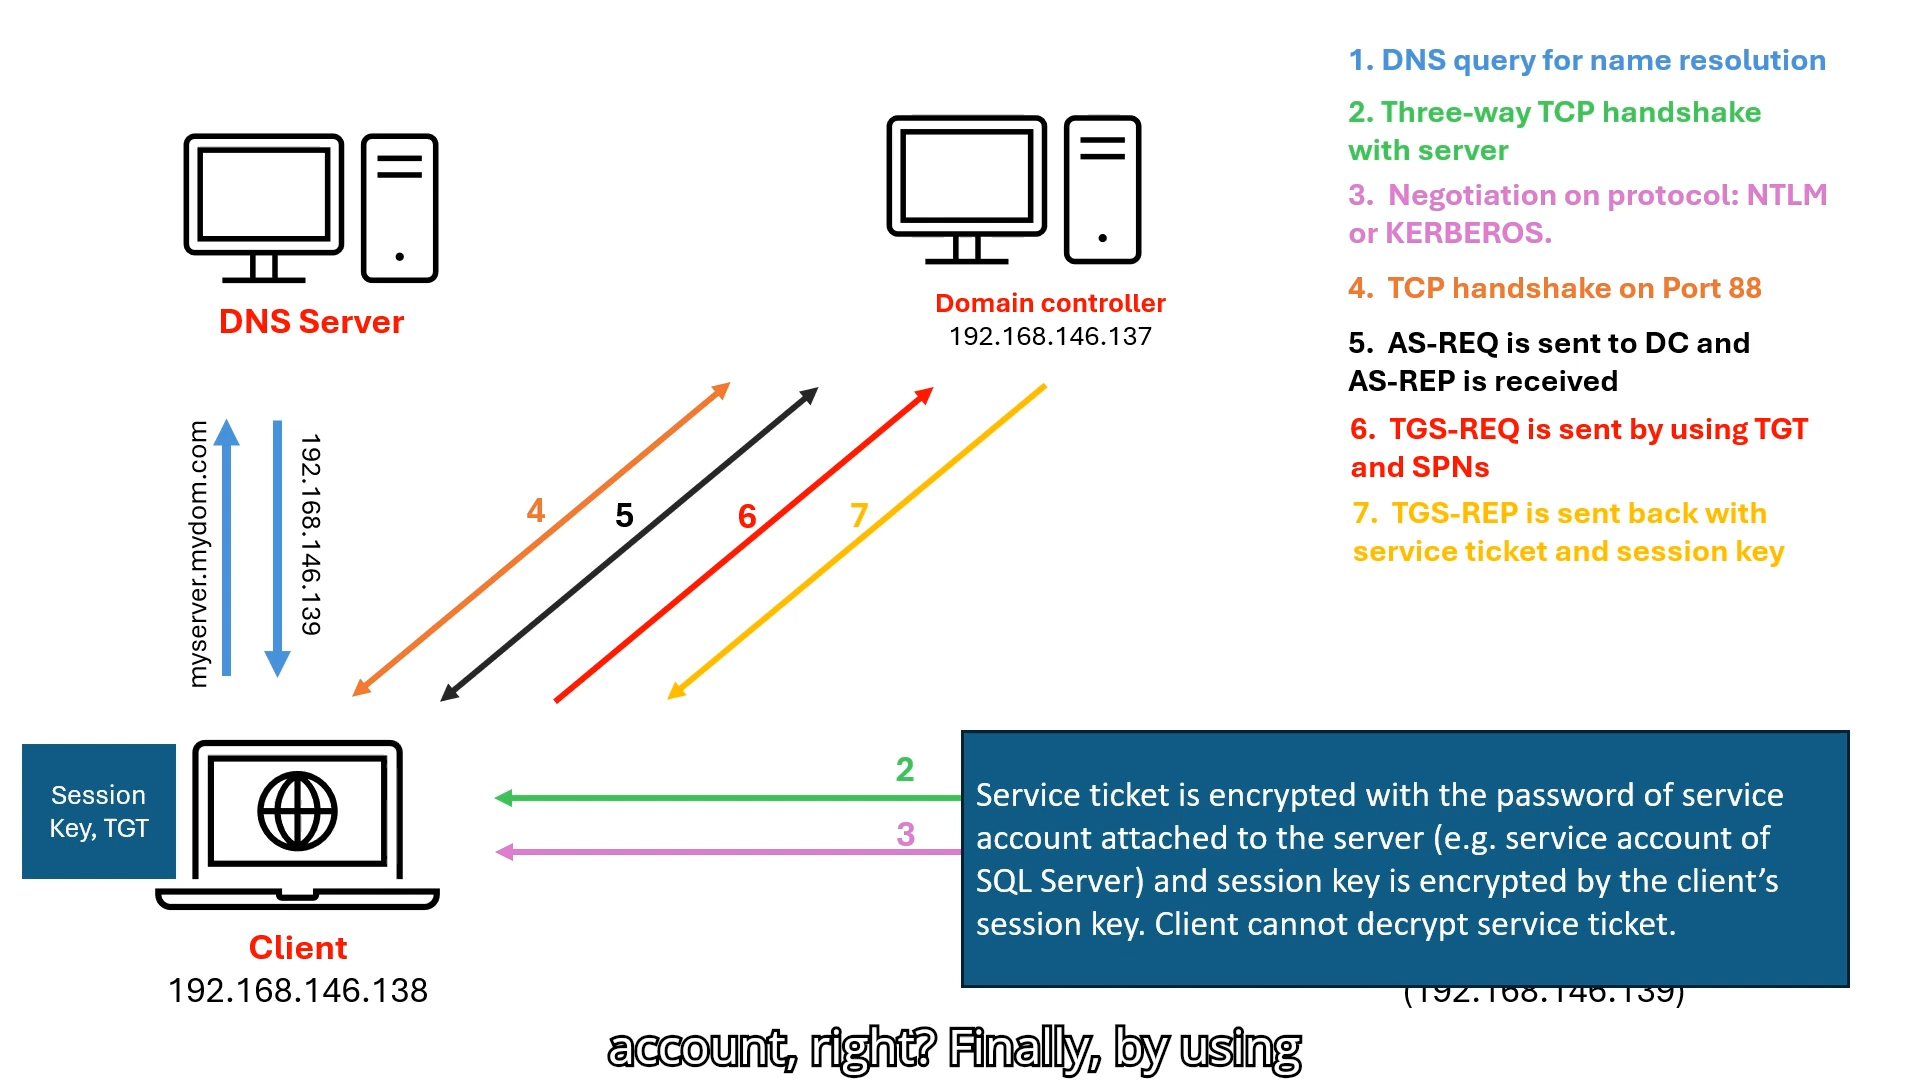 1. DNS query for name resolution
2. Three-way TCP handshake
with server
3. Negotiation on protocol: NTLM
or KERBEROS.
4. TCP handshake on Port 88
5. AS-REQ is sent to DC and
AS-REP is received
6. TGS-REQ is sent by using TGT
and SPNs
7. TGS-REP is sent back with
service ticket and session key
DNS Server
Domain controller
192.168.146.137
myserver.mydom.com
192.168.146.139
4
5
6
7
Session
Key, TGT
2
3
Service ticket is encrypted with the password of service
account attached to the server (e.g. service account of
SQL Server) and session key is encrypted by the client’s
session key. Client cannot decrypt service ticket.
Client
192.168.146.138
(192.168.146.139)
account, right? Finally, by using